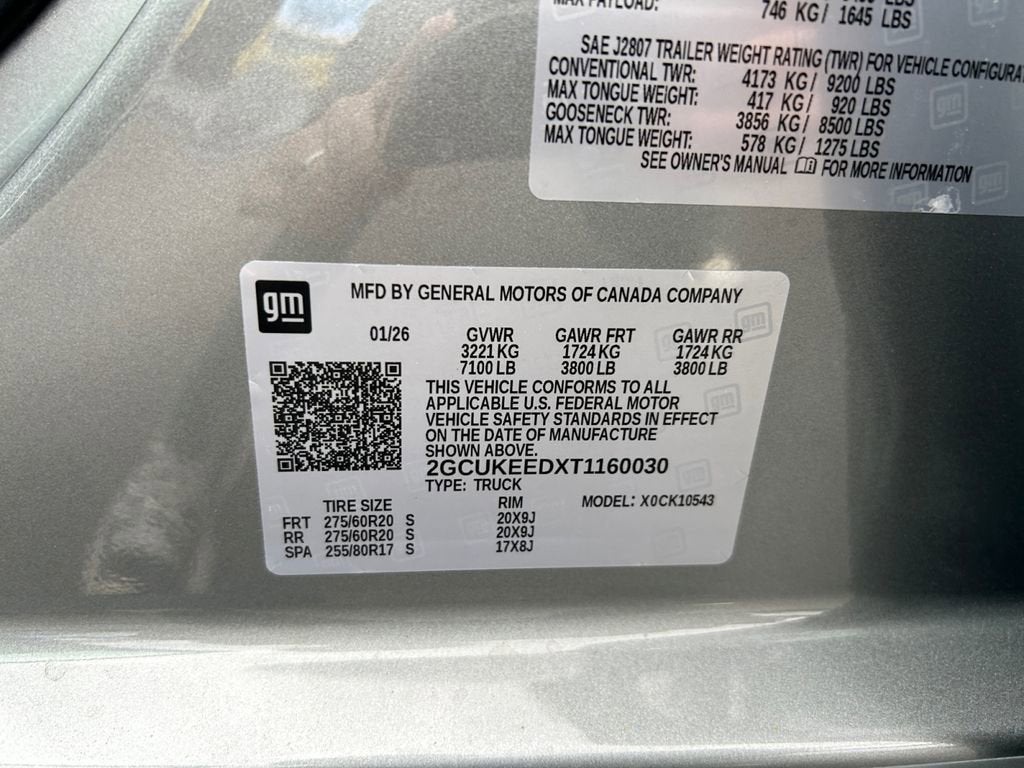 MAX PAYLOAD: 746 KG / 1645 LBS
SAE J2807 TRAILER WEIGHT RATING (TWR) FOR VEHICLE
CONVENTIONAL TWR: 4173 KG / 9200 LBS
MAX TONGUE WEIGHT: 417 KG / 920 LBS
GOOSENECK TWR: 3856 KG / 8500 LBS
MAX TONGUE WEIGHT: 578 KG / 1275 LBS
SEE OWNER'S MANUAL FOR MORE INFORMATION
gm
MFD BY GENERAL MOTORS OF CANADA COMPANY
01/26 GVWR GAWR FRT GAWR RR
3221 KG 1724 KG 1724 KG
7100 LB 3800 LB 3800 LB
THIS VEHICLE CONFORMS TO ALL
APPLICABLE U.S. FEDERAL MOTOR
VEHICLE SAFETY STANDARDS IN EFFECT
ON THE DATE OF MANUFACTURE
SHOWN ABOVE.
2GCUKEEDXT1160030
TYPE: TRUCK
TIRE SIZE RIM MODEL: X0CK10543
FRT 275/60R20 S 20X9J
RR 275/60R20 S 20X9J
SPA 255/80R17 S 17X8J